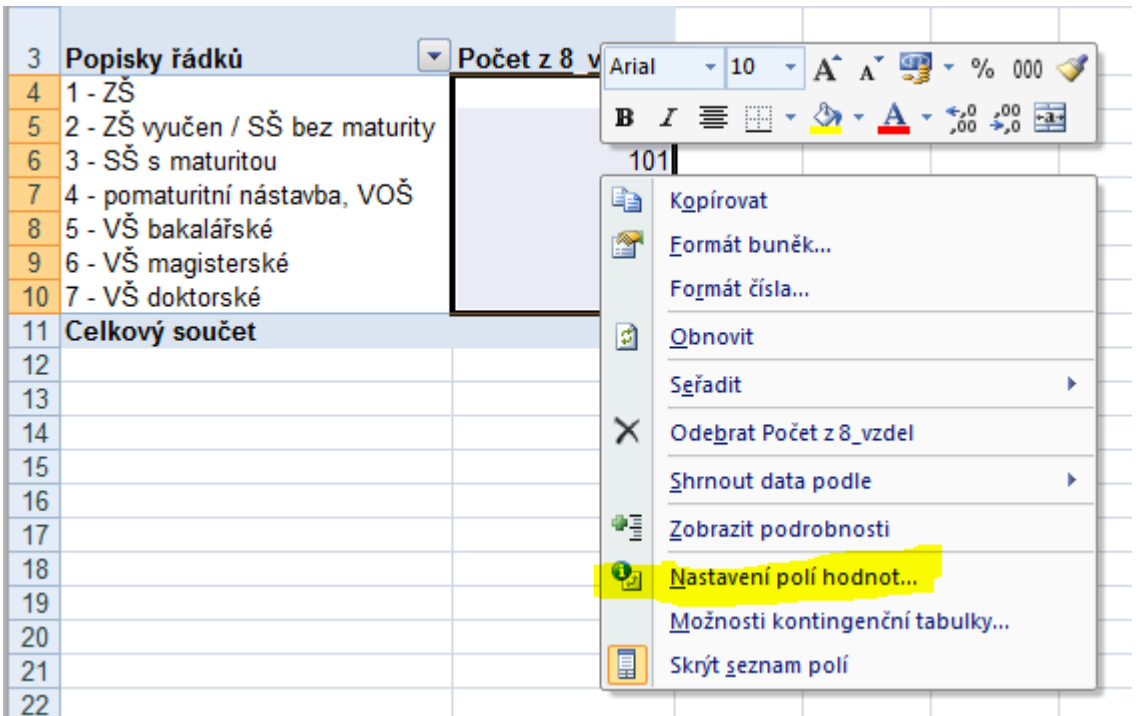 3 Popisky řádků Počet z 8_v
4 1 - ZŠ
5 2 - ZŠ vyučen / SŠ bez maturity
6 3 - SŠ s maturitou 101
7 4 - pomaturitní nástavba, VOŠ
8 5 - VŠ bakalářské
9 6 - VŠ magisterské
10 7 - VŠ doktorské
11 Celkový součet
12
13
14
15
16
17
18
19
20
21
22
Arial 10 A A % 000
B I A ,0 ,00 ,00 ,0 a
Kopírovat
Formát buněk...
Formát čísla...
Obnovit
Seřadit
Odebrat Počet z 8_vzdel
Shrnout data podle
Zobrazit podrobnosti
Nastavení polí hodnot...
Možnosti kontingenční tabulky...
Skrýt seznam polí